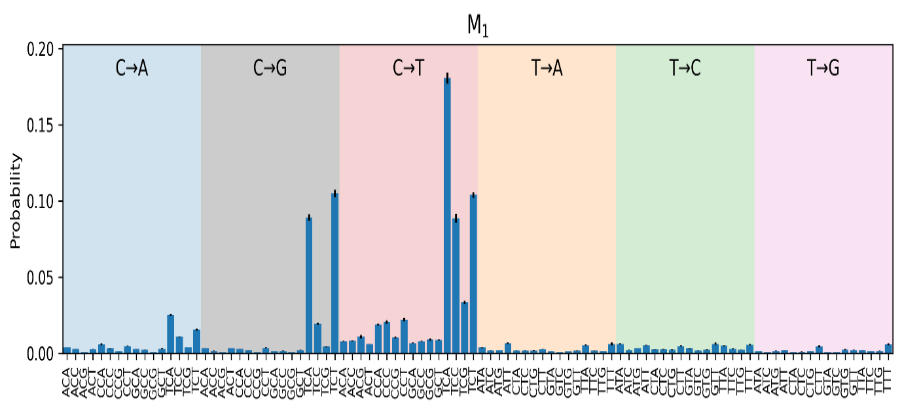 M₁
0.20
0.15
0.10
0.05
0.00
Probability
C→A C→G C→T T→A T→C T→G
ACA ACC ACG ACT CCA CCC CCG CCT GCA GCC GCG GCT TCA TCC TCG TCT ACA ACC ACG ACT CCA CCC CCG CCT GCA GCC GCG GCT TCA TCC TCG TCT ACA ACC ACG ACT CCA CCC CCG CCT GCA GCC GCG GCT TCA TCC TCG TCT ATA ATC ATG ATT CTA CTC CTG CTT GTA GTC GTG GTT TTA TTC TTG TTT ATA ATC ATG ATT CTA CTC CTG CTT GTA GTC GTG GTT TTA TTC TTG TTT ATA ATC ATG ATT CTA CTC CTG CTT GTA GTC GTG GTT TTA TTC TTG TTT